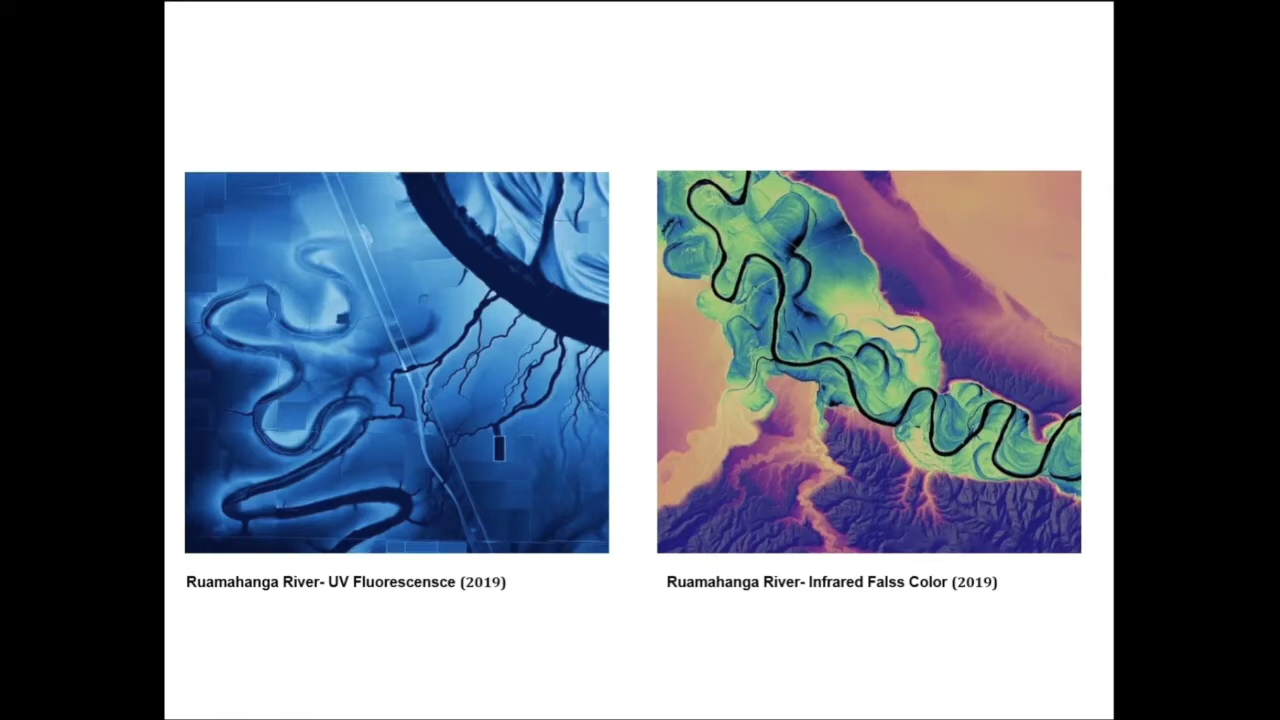 Ruamahanga River- UV Fluorescensce (2019)
Ruamahanga River- Infrared Falss Color (2019)